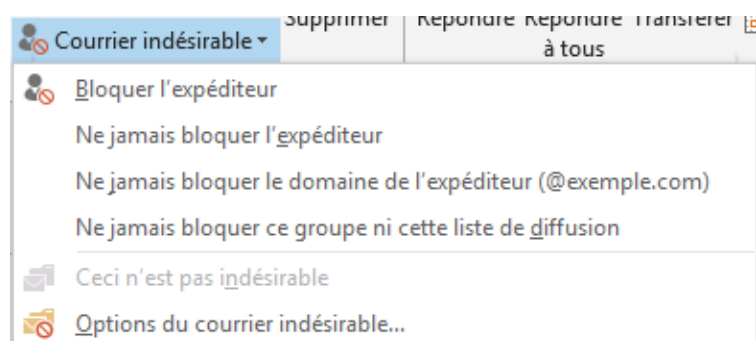 Supprimer
Répondre Répondre Transférer
à tous
Courrier indésirable
Bloquer l'expéditeur
Ne jamais bloquer l'expéditeur
Ne jamais bloquer le domaine de l'expéditeur (@exemple.com)
Ne jamais bloquer ce groupe ni cette liste de diffusion
Ceci n'est pas indésirable
Options du courrier indésirable...